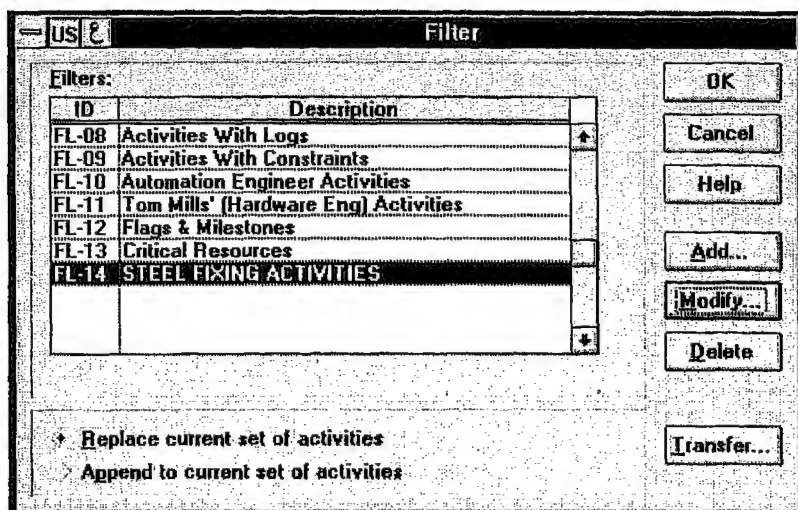 US Filter
Filters:
ID Description
FL-08 Activities With Logs
FL-09 Activities With Constraints
FL-10 Automation Engineer Activities
FL-11 Tom Mills' (Hardware Eng) Activities
FL-12 Flags & Milestones
FL-13 Critical Resources
FL-14 STEEL FIXING ACTIVITIES
Replace current set of activities
Append to current set of activities
OK
Cancel
Help
Add...
Modify...
Delete
Transfer...